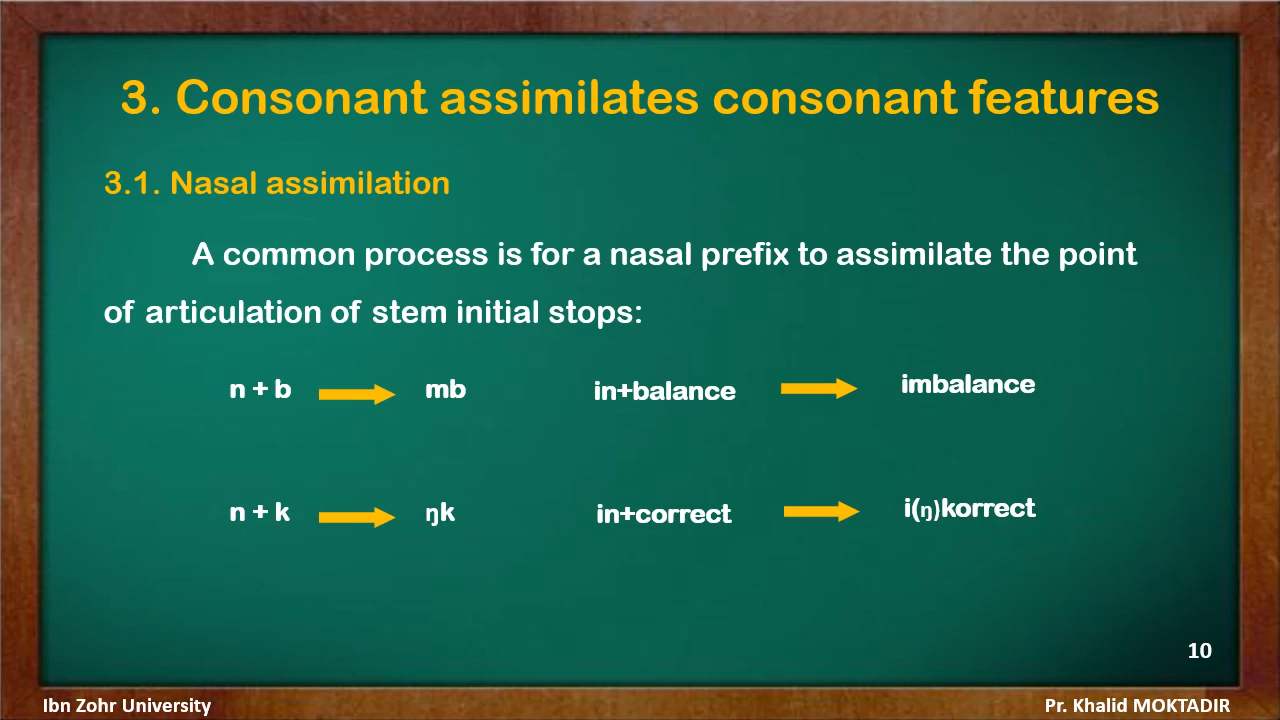 3. Consonant assimilates consonant features
3.1. Nasal assimilation
A common process is for a nasal prefix to assimilate the point
of articulation of stem initial stops:
n + b mb in+balance imbalance
n + k ŋk in+correct i(ŋ)korrect
10
Ibn Zohr University Pr. Khalid MOKTADIR